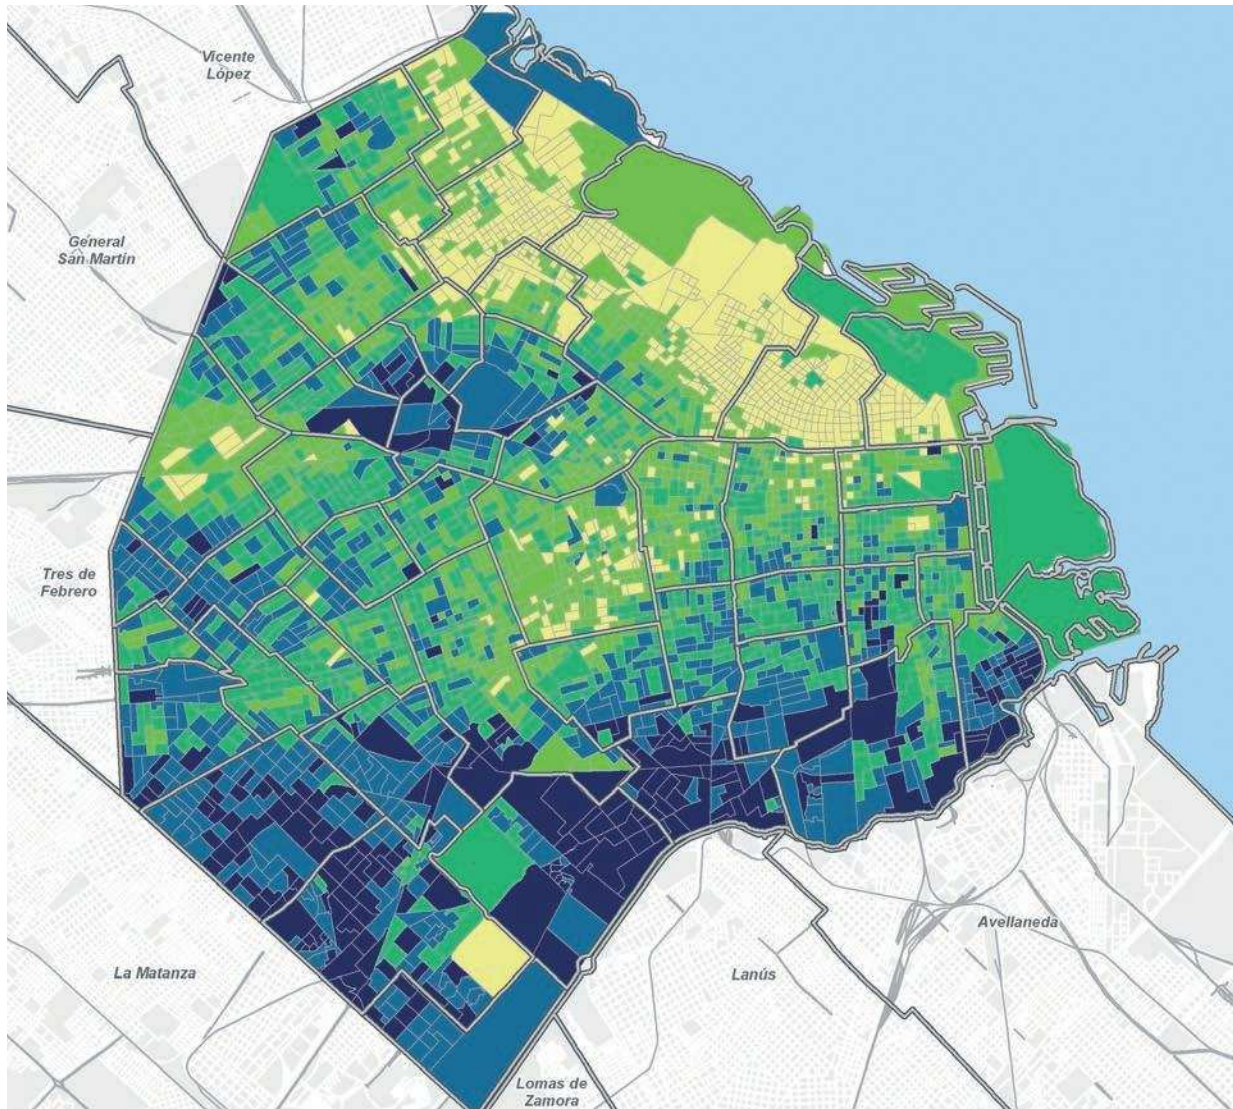 Vicente
López
General
San Martín
Tres de
Febrero
La Matanza
Lanús
Avellaneda
Lomas de
Zamora